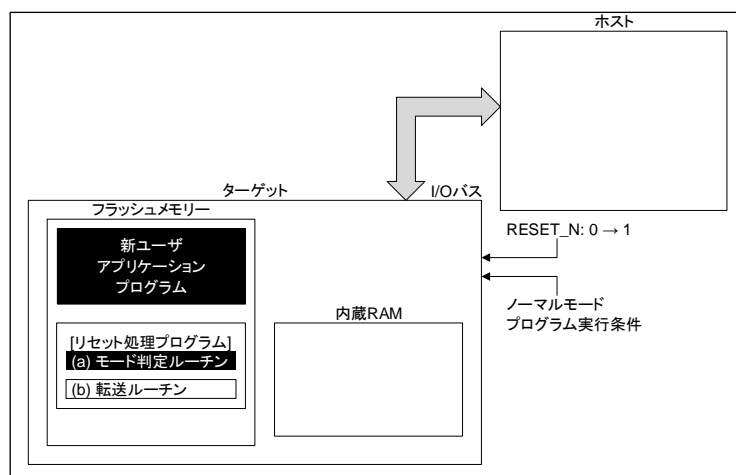 ホスト
ターゲット
I/Oバス
フラッシュメモリー
新ユーザ
アプリケーション
プログラム
RESET_N: 0 → 1
ノーマルモード
プログラム実行条件
内蔵RAM
[リセット処理プログラム]
(a) モード判定ルーチン
(b) 転送ルーチン